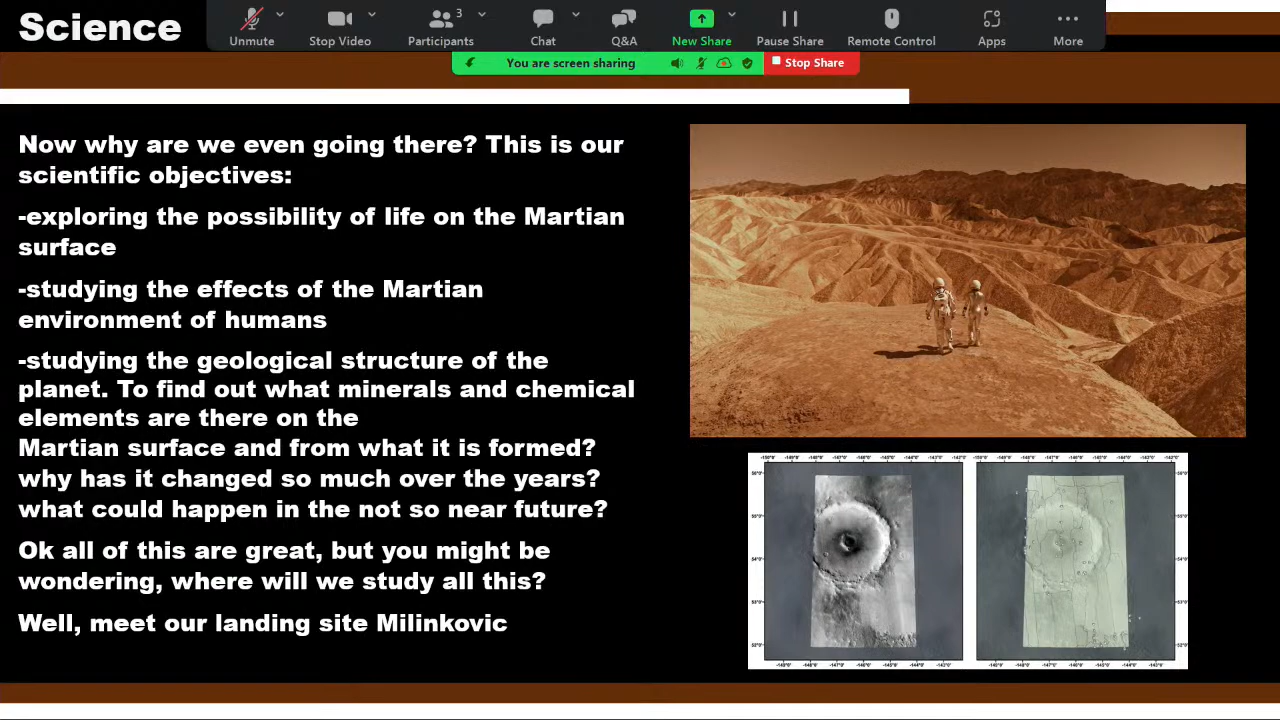 Science
Unmute
Stop Video
Participants
3
Chat
Q&A
New Share
Pause Share
Remote Control
Apps
More
You are screen sharing
Stop Share
Now why are we even going there? This is our
scientific objectives:
-exploring the possibility of life on the Martian
surface
-studying the effects of the Martian
environment of humans
-studying the geological structure of the
planet. To find out what minerals and chemical
elements are there on the
Martian surface and from what it is formed?
why has it changed so much over the years?
what could happen in the not so near future?
Ok all of this are great, but you might be
wondering, where will we study all this?
Well, meet our landing site Milinkovic